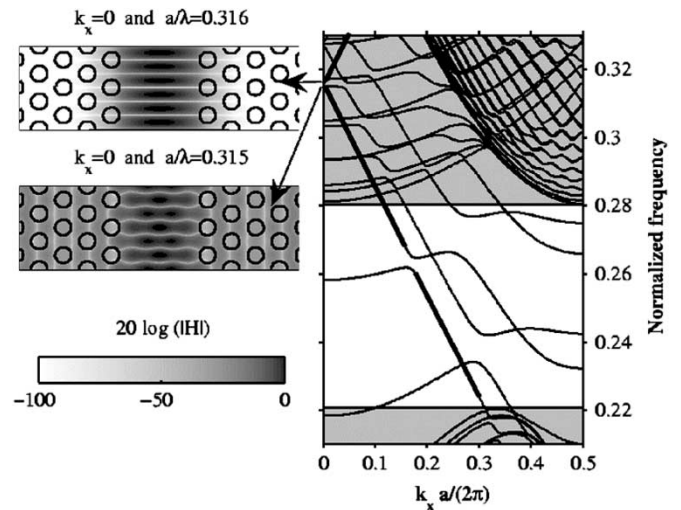 k_x=0 and a/λ=0.316
k_x=0 and a/λ=0.315
20 log (|H|)
−100 −50 0
0.32
0.3
0.28
0.26
0.24
0.22
Normalized frequency
0 0.1 0.2 0.3 0.4 0.5
k_x a/(2π)